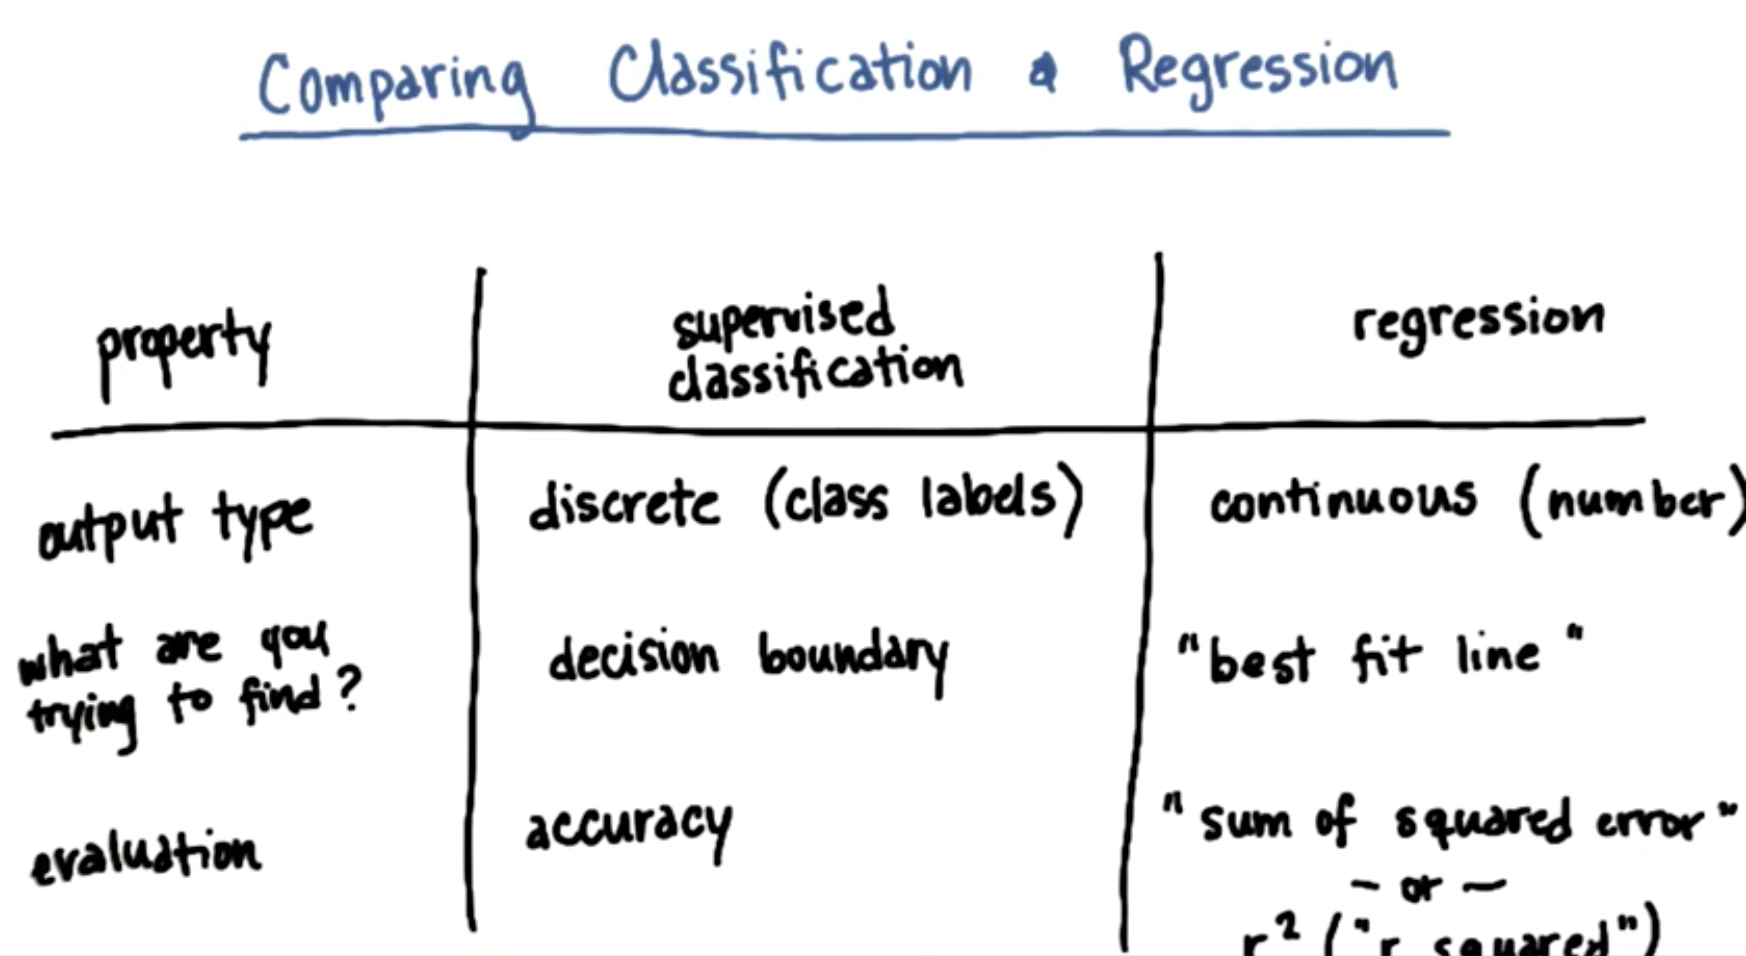 Comparing Classification & Regression
property
supervised
classification
regression
output type
discrete (class labels)
continuous (number)
what are you
trying to find?
decision boundary
"best fit line"
evaluation
accuracy
"sum of squared error"
- or -
r² ("r squared")